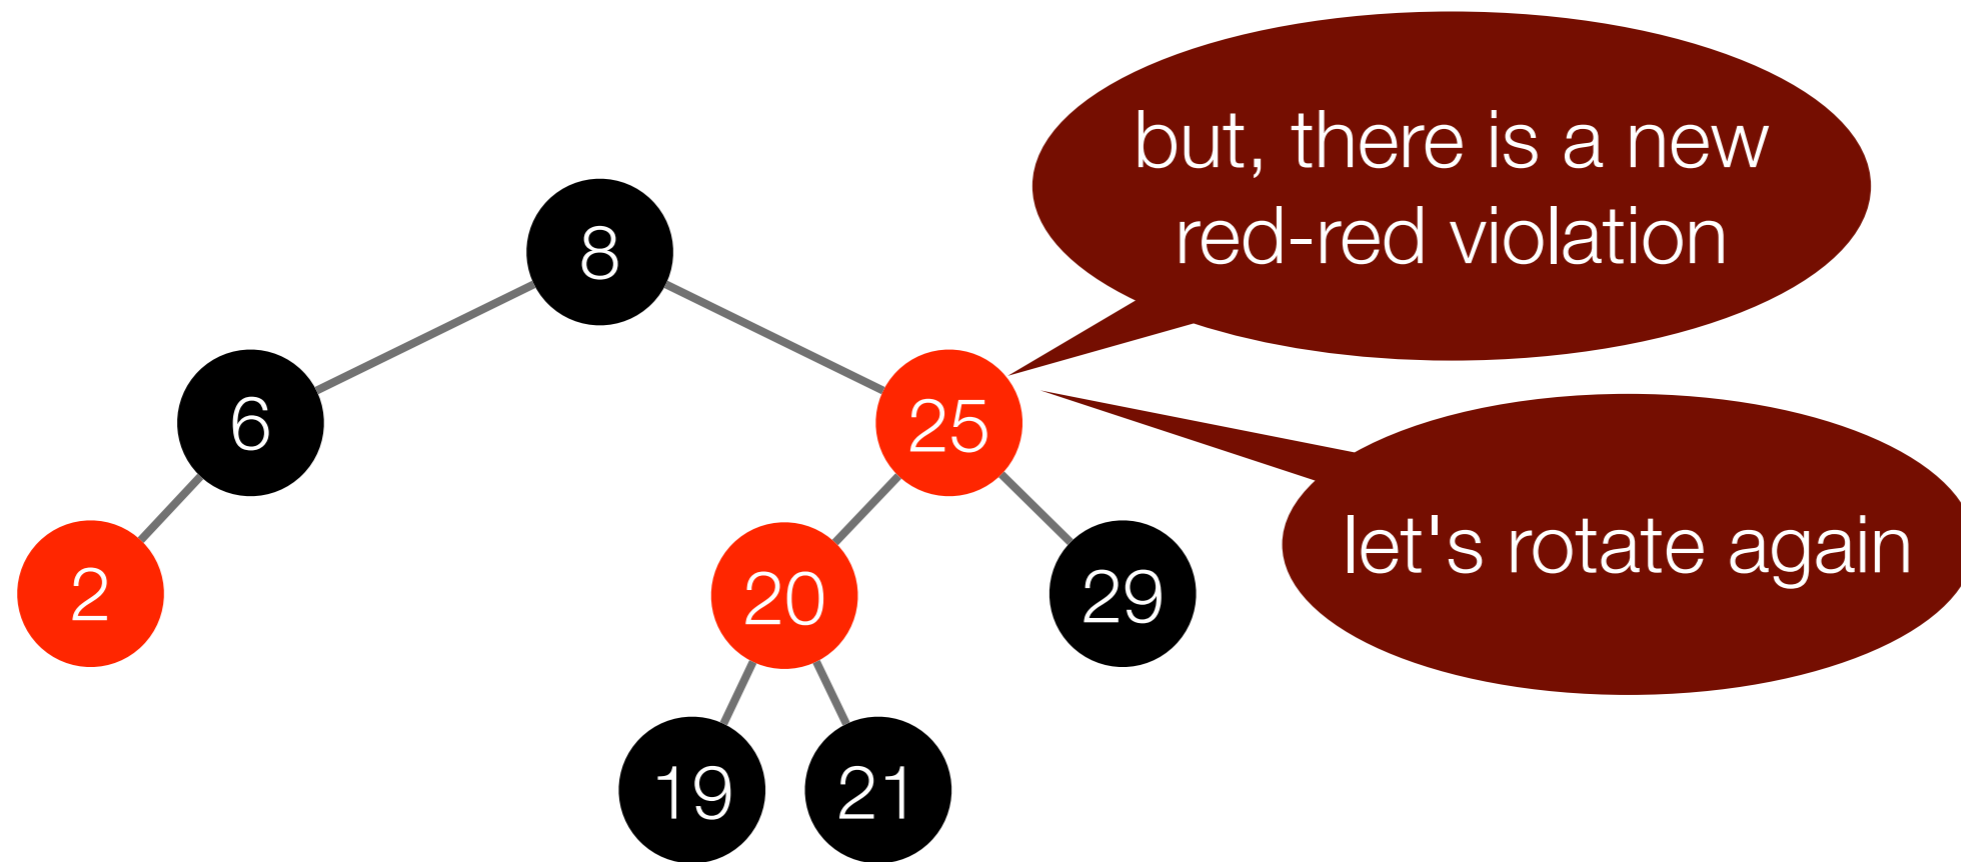 but, there is a new
red-red violation
8
6
25
let's rotate again
2
20
29
19
21